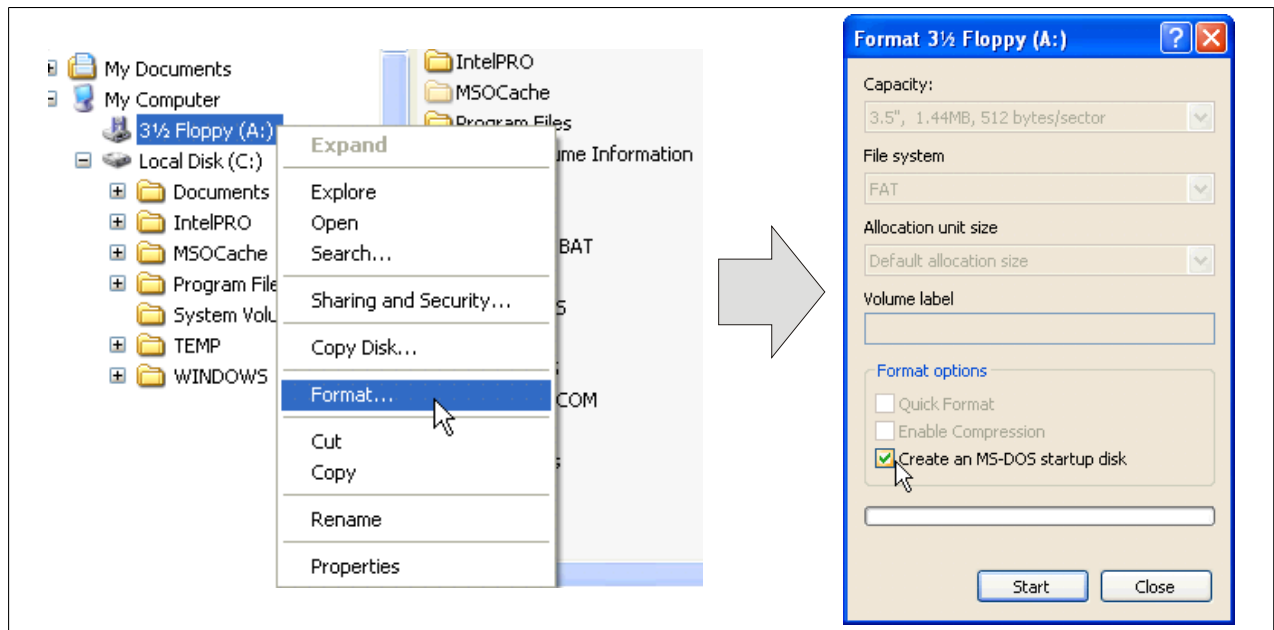 My Documents
My Computer
3½ Floppy (A:)
Local Disk (C:)
Documents
IntelPRO
MSOCache
Program File
System Volu
TEMP
WINDOWS
IntelPRO
MSOCache
Program Files
me Information
BAT
COM
Expand
Explore
Open
Search...
Sharing and Security...
Copy Disk...
Format...
Cut
Copy
Rename
Properties
Format 3½ Floppy (A:)
Capacity:
3.5", 1.44MB, 512 bytes/sector
File system
FAT
Allocation unit size
Default allocation size
Volume label
Format options
Quick Format
Enable Compression
Create an MS-DOS startup disk
Start
Close